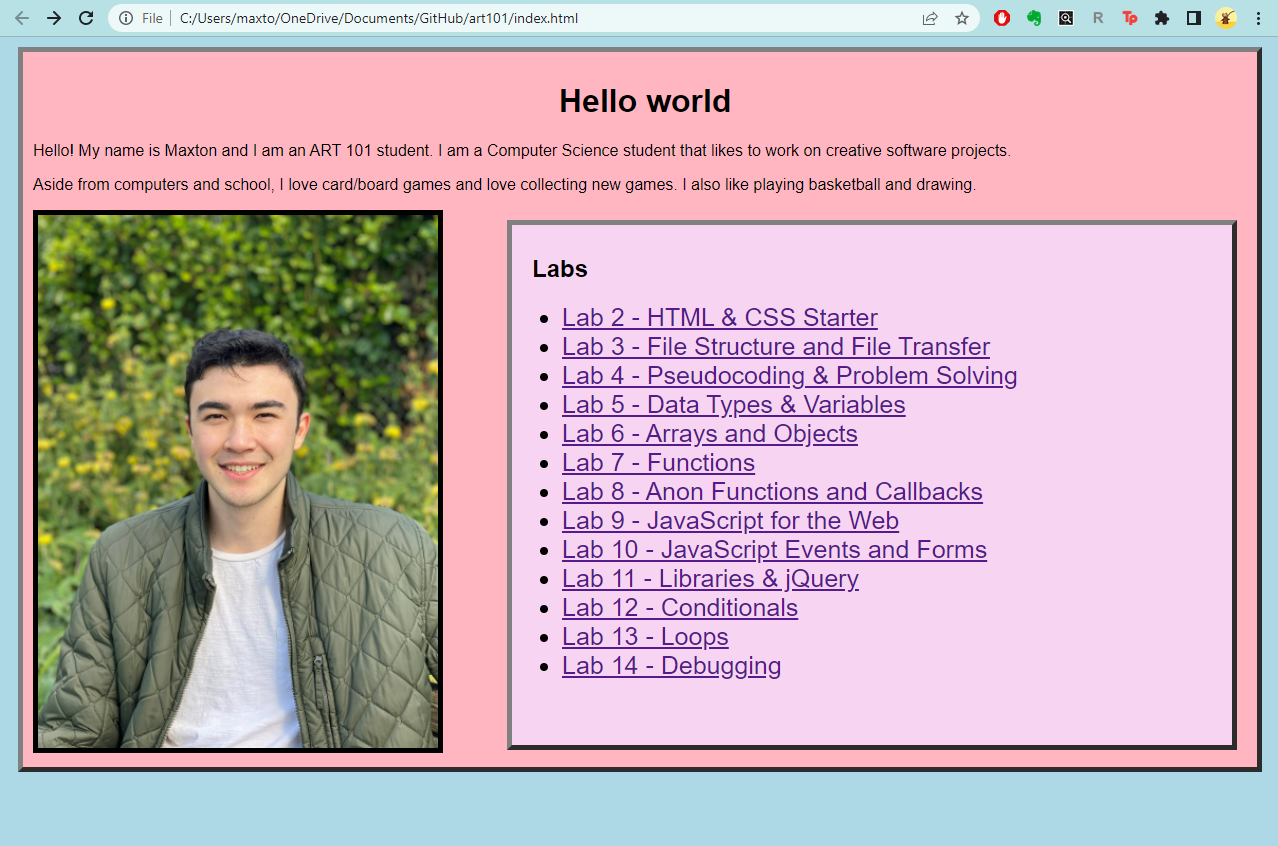 File C:/Users/maxto/OneDrive/Documents/GitHub/art101/index.html
R
Tp
Hello world
Hello! My name is Maxton and I am an ART 101 student. I am a Computer Science student that likes to work on creative software projects.
Aside from computers and school, I love card/board games and love collecting new games. I also like playing basketball and drawing.
Labs
Lab 2 - HTML & CSS Starter
Lab 3 - File Structure and File Transfer
Lab 4 - Pseudocoding & Problem Solving
Lab 5 - Data Types & Variables
Lab 6 - Arrays and Objects
Lab 7 - Functions
Lab 8 - Anon Functions and Callbacks
Lab 9 - JavaScript for the Web
Lab 10 - JavaScript Events and Forms
Lab 11 - Libraries & jQuery
Lab 12 - Conditionals
Lab 13 - Loops
Lab 14 - Debugging